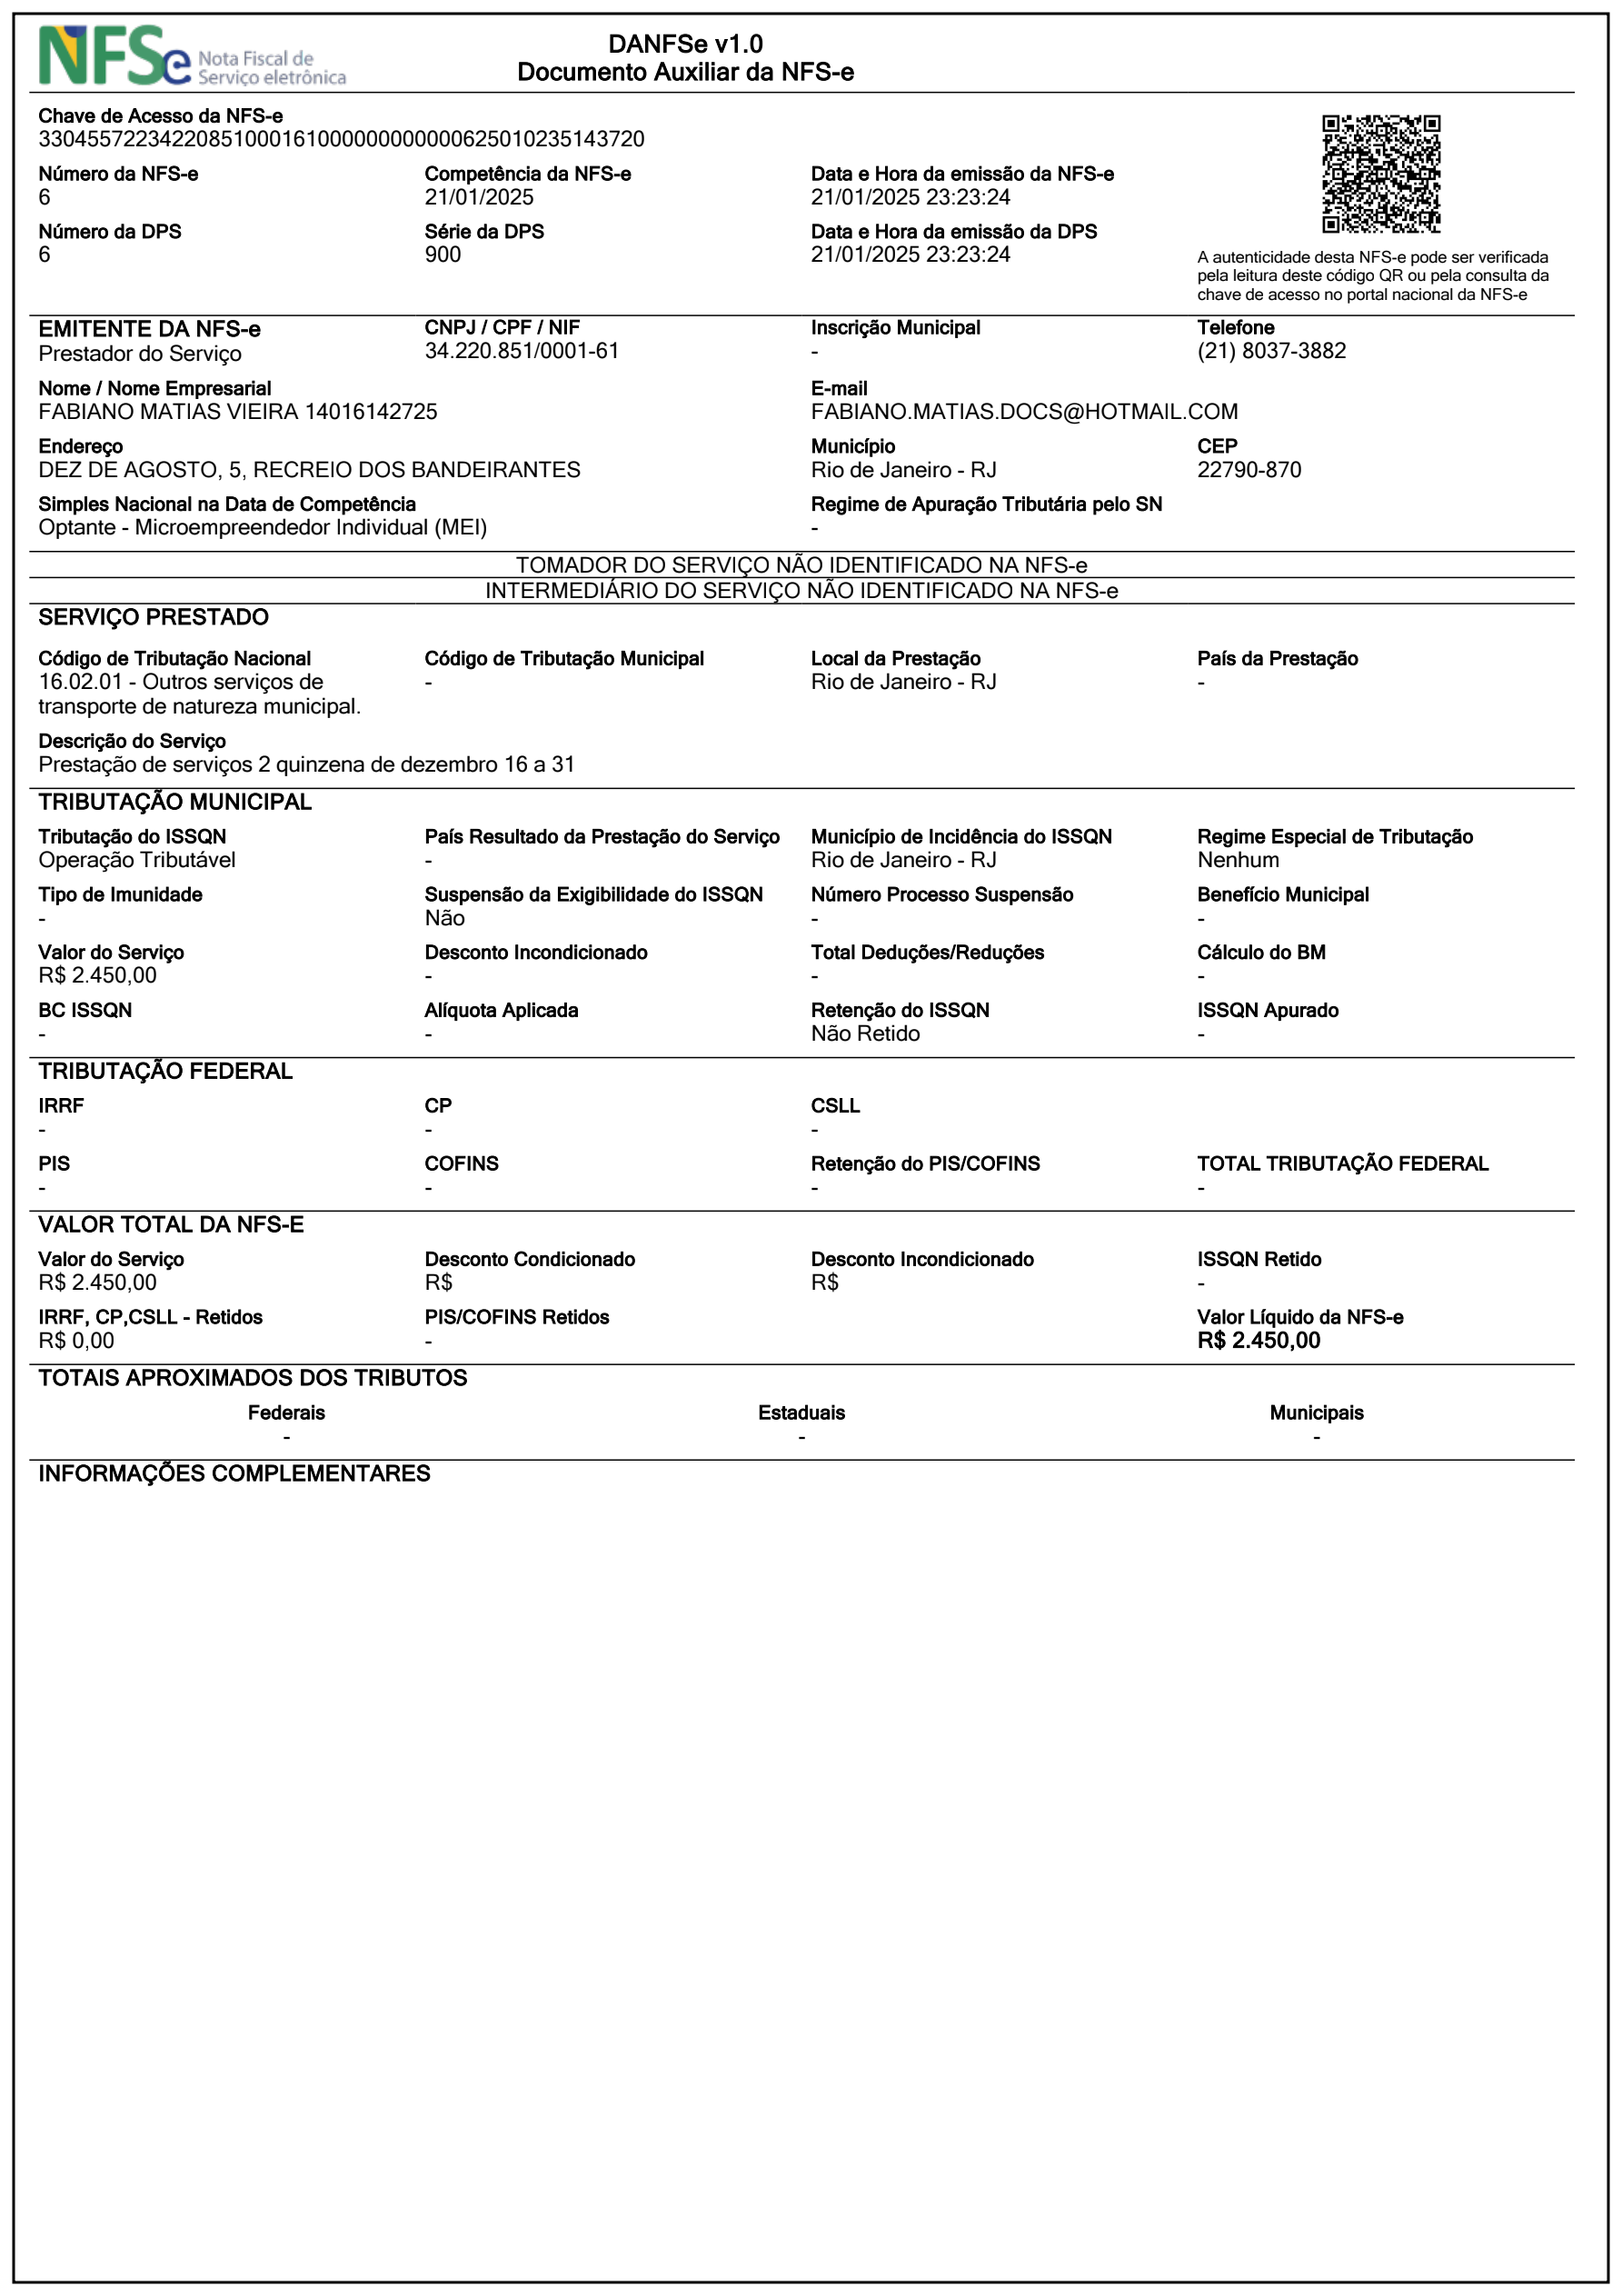 NFSe Nota Fiscal de Serviço eletrônica
DANFSe v1.0
Documento Auxiliar da NFS-e
Chave de Acesso da NFS-e
33045572234220851000161000000000000625010235143720
Número da NFS-e Competência da NFS-e Data e Hora da emissão da NFS-e
6 21/01/2025 21/01/2025 23:23:24
Número da DPS Série da DPS Data e Hora da emissão da DPS
6 900 21/01/2025 23:23:24
A autenticidade desta NFS-e pode ser verificada
pela leitura deste código QR ou pela consulta da
chave de acesso no portal nacional da NFS-e
EMITENTE DA NFS-e CNPJ / CPF / NIF Inscrição Municipal Telefone
Prestador do Serviço 34.220.851/0001-61 - (21) 8037-3882
Nome / Nome Empresarial E-mail
FABIANO MATIAS VIEIRA 14016142725 FABIANO.MATIAS.DOCS@HOTMAIL.COM
Endereço Município CEP
DEZ DE AGOSTO, 5, RECREIO DOS BANDEIRANTES Rio de Janeiro - RJ 22790-870
Simples Nacional na Data de Competência Regime de Apuração Tributária pelo SN
Optante - Microempreendedor Individual (MEI) -
TOMADOR DO SERVIÇO NÃO IDENTIFICADO NA NFS-e
INTERMEDIÁRIO DO SERVIÇO NÃO IDENTIFICADO NA NFS-e
SERVIÇO PRESTADO
Código de Tributação Nacional Código de Tributação Municipal Local da Prestação País da Prestação
16.02.01 - Outros serviços de - Rio de Janeiro - RJ -
transporte de natureza municipal.
Descrição do Serviço
Prestação de serviços 2 quinzena de dezembro 16 a 31
TRIBUTAÇÃO MUNICIPAL
Tributação do ISSQN País Resultado da Prestação do Serviço Município de Incidência do ISSQN Regime Especial de Tributação
Operação Tributável - Rio de Janeiro - RJ Nenhum
Tipo de Imunidade Suspensão da Exigibilidade do ISSQN Número Processo Suspensão Benefício Municipal
- Não - -
Valor do Serviço Desconto Incondicionado Total Deduções/Reduções Cálculo do BM
R$ 2.450,00 - - -
BC ISSQN Alíquota Aplicada Retenção do ISSQN ISSQN Apurado
- - Não Retido -
TRIBUTAÇÃO FEDERAL
IRRF CP CSLL
- - -
PIS COFINS Retenção do PIS/COFINS TOTAL TRIBUTAÇÃO FEDERAL
- - - -
VALOR TOTAL DA NFS-E
Valor do Serviço Desconto Condicionado Desconto Incondicionado ISSQN Retido
R$ 2.450,00 R$ R$ -
IRRF, CP,CSLL - Retidos PIS/COFINS Retidos Valor Líquido da NFS-e
R$ 0,00 - R$ 2.450,00
TOTAIS APROXIMADOS DOS TRIBUTOS
Federais Estaduais Municipais
- - -
INFORMAÇÕES COMPLEMENTARES